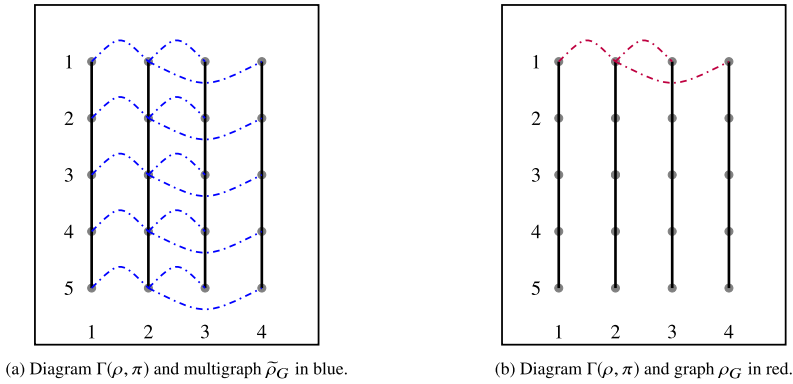 1
2
3
4
5
1 2 3 4
(a) Diagram Γ(ρ, π) and multigraph ρ̃_G in blue.
1
2
3
4
5
1 2 3 4
(b) Diagram Γ(ρ, π) and graph ρ_G in red.